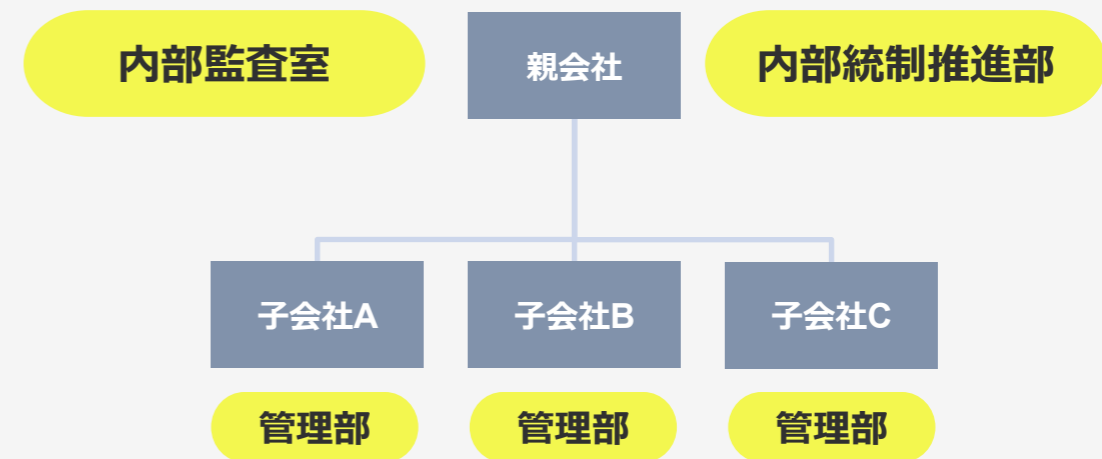 内部監査室
親会社
内部統制推進部
子会社A
子会社B
子会社C
管理部
管理部
管理部